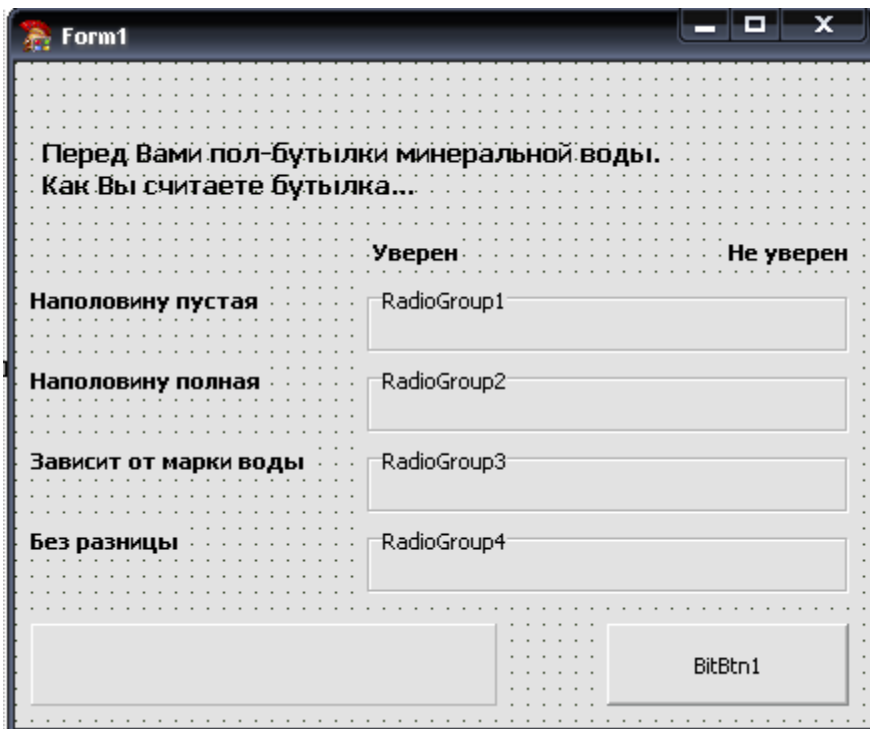 Form1
Перед Вами пол-бутылки минеральной воды.
Как Вы считаете бутылка...
Уверен Не уверен
Наполовину пустая RadioGroup1
Наполовину полная RadioGroup2
Зависит от марки воды RadioGroup3
Без разницы RadioGroup4
BitBtn1